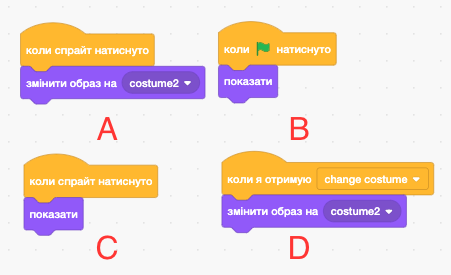 коли спрайт натиснуто
змінити образ на costume2
A
коли натиснуто
показати
B
коли спрайт натиснуто
показати
C
коли я отримую change costume
змінити образ на costume2
D